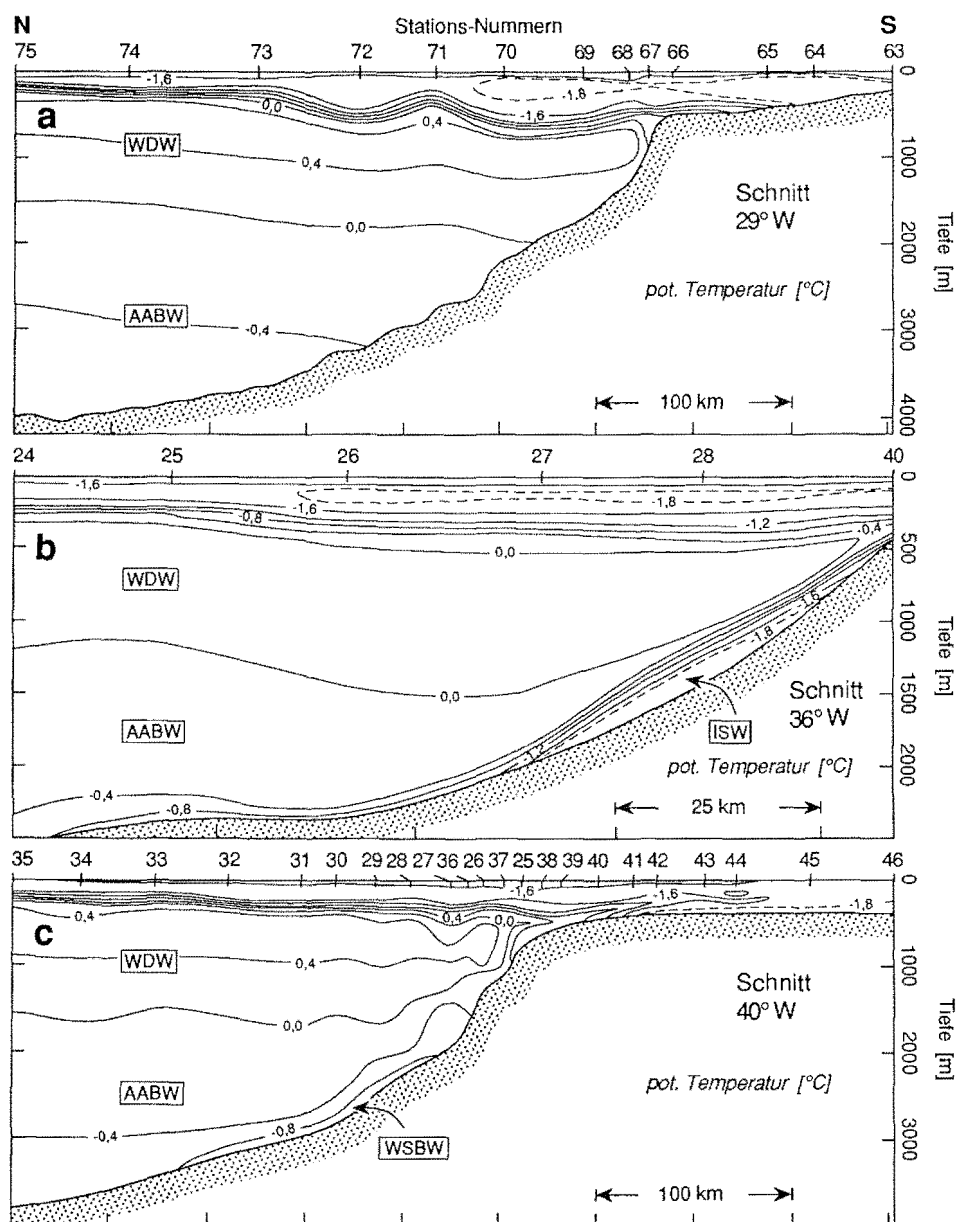 N Stations-Nummern S
75 74 73 72 71 70 69 68 67 66 65 64 63
-1,6
-1,8
0,0
-1,6
a
0,4
WDW
0,4
0,0
AABW
-0,4
Schnitt
29° W
pot. Temperatur [°C]
100 km
0
1000
2000
3000
4000
Tiefe [m]
24 25 26 27 28 40
-1,6
-1,8
-1,6
-0,8
-1,2
-0,4
b
0,0
WDW
-1,6
-1,8
0,0
ISW
AABW
-1,2
-0,4
-0,8
Schnitt
36° W
pot. Temperatur [°C]
25 km
0
500
1000
1500
2000
Tiefe [m]
35 34 33 32 31 30 29 28 27 36 26 37 25 38 39 40 41 42 43 44 45 46
-1,6
-1,6
-1,8
0,4
0,4
0,0
c
WDW
0,4
0,0
AABW
-0,4
-0,8
WSBW
Schnitt
40° W
pot. Temperatur [°C]
100 km
0
1000
2000
3000
Tiefe [m]